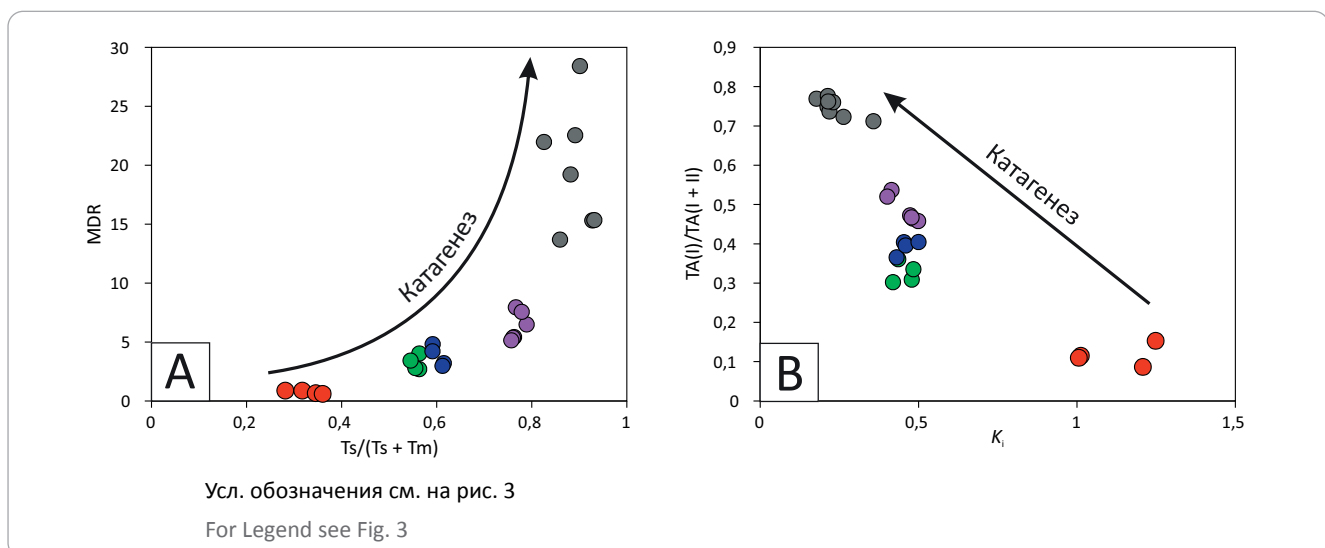 30
25
20
15
10
5
0
MDR
0
0,2
0,4
0,6
0,8
1
Ts/(Ts + Tm)
Катагенез
A
0,9
0,8
0,7
0,6
0,5
0,4
0,3
0,2
0,1
0
TA(I)/TA(I + II)
0
0,5
1
1,5
Ki
Катагенез
B
Усл. обозначения см. на рис. 3
For Legend see Fig. 3